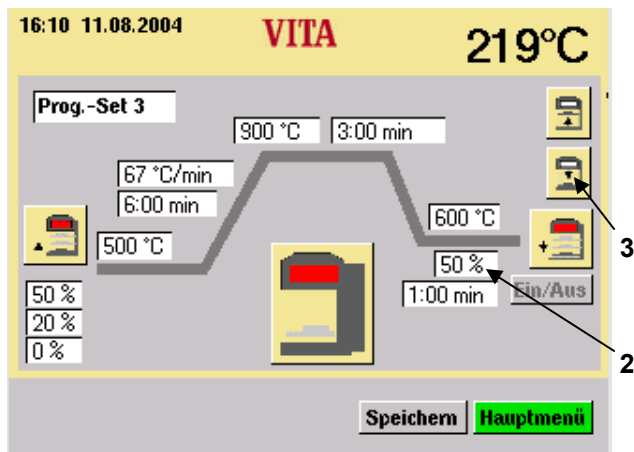 16:10 11.08.2004
VITA
219°C
Prog.-Set 3
900 °C
3:00 min
67 °C/min
6:00 min
500 °C
600 °C
50 %
1:00 min
Ein/Aus
50 %
20 %
0 %
3
2
Speichern
Hauptmenü